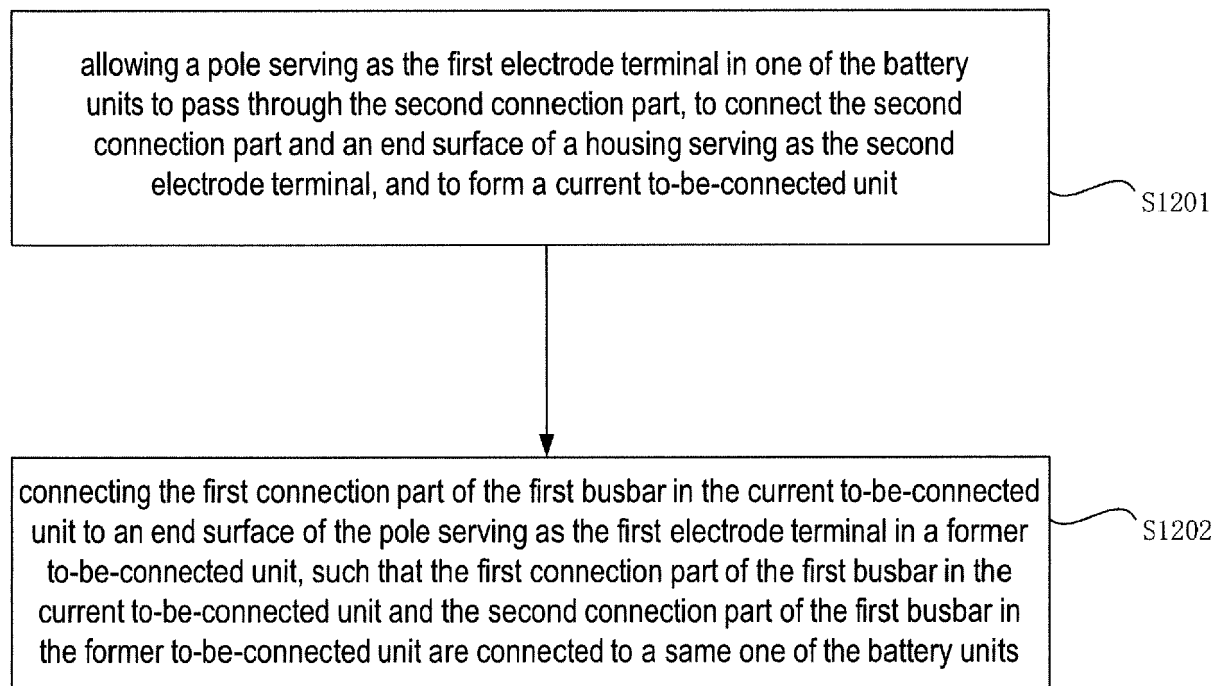 allowing a pole serving as the first electrode terminal in one of the battery
units to pass through the second connection part, to connect the second
connection part and an end surface of a housing serving as the second
electrode terminal, and to form a current to-be-connected unit
S1201
connecting the first connection part of the first busbar in the current to-be-connected
unit to an end surface of the pole serving as the first electrode terminal in a former
to-be-connected unit, such that the first connection part of the first busbar in the
current to-be-connected unit and the second connection part of the first busbar in
the former to-be-connected unit are connected to a same one of the battery units
S1202